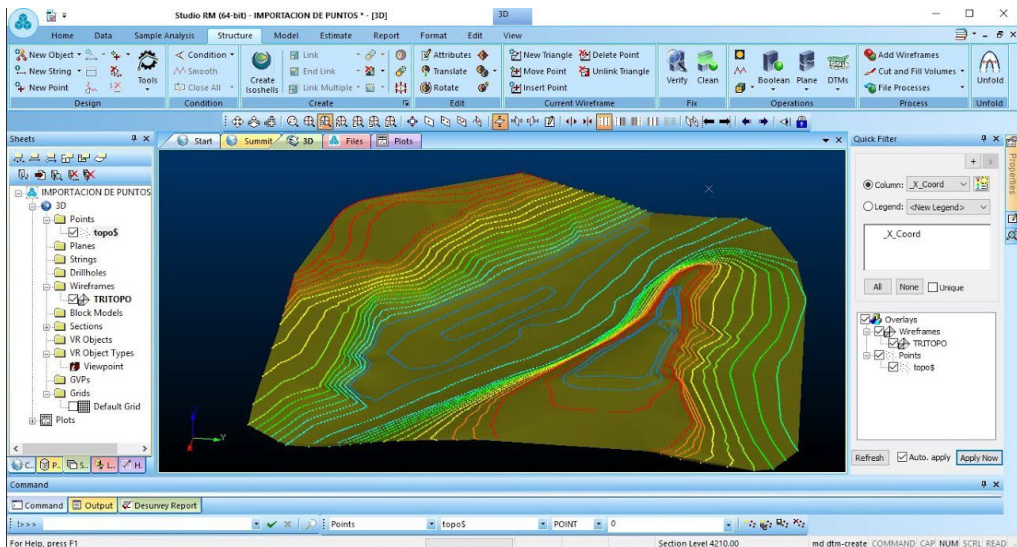 Studio RM (64-bit) - IMPORTACION DE PUNTOS * - [3D]
3D
Home Data Sample Analysis Structure Model Estimate Report Format Edit View
New Object
New String
New Point
Tools
Design
Condition
Smooth
Close All
Condition
Create Isoshells
Link
End Link
Link Multiple
Create
Attributes
Translate
Rotate
Edit
New Triangle Delete Point
Move Point Unlink Triangle
Insert Point
Current Wireframe
Verify Clean
Fix
Boolean Plane DTMs
Operations
Add Wireframes
Cut and Fill Volumes
File Processes
Process
Unfold
Unfold
Sheets
Start Summit 3D Files Plots
Quick Filter
Properties
IMPORTACION DE PUNTOS
3D
Points
topo$
Planes
Strings
Drillholes
Wireframes
TRITOPO
Block Models
Sections
VR Objects
VR Object Types
Viewpoint
GVPs
Grids
Default Grid
Plots
C.. P.. S.. L.. H.
Y
Column: _X_Coord
Legend: <New Legend>
_X_Coord
All None Unique
Overlays
Wireframes
TRITOPO
Points
topo$
Refresh Auto. apply Apply Now
Command
Command Output Desurvey Report
!>>> Points topo$ POINT 0
For Help, press F1
Section Level 4210.00 md dtm-create COMMAND CAP NUM SCRL READ